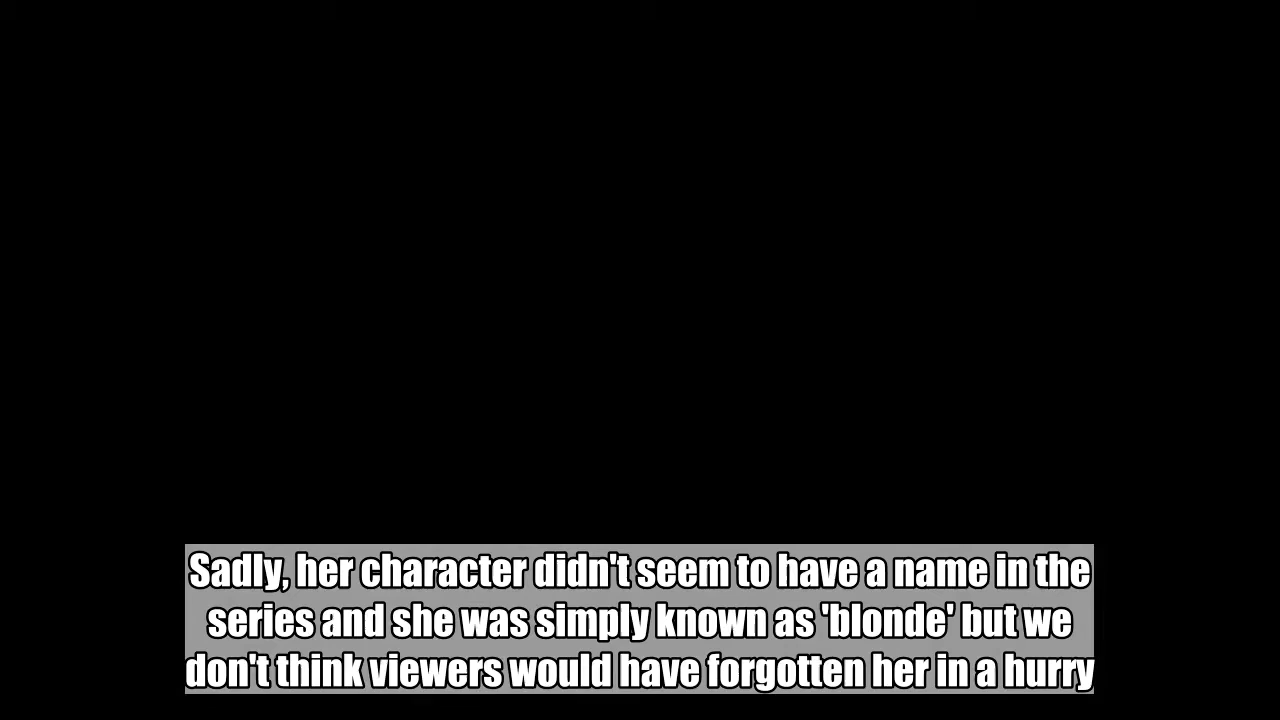 Sadly, her character didn't seem to have a name in the
series and she was simply known as 'blonde' but we
don't think viewers would have forgotten her in a hurry